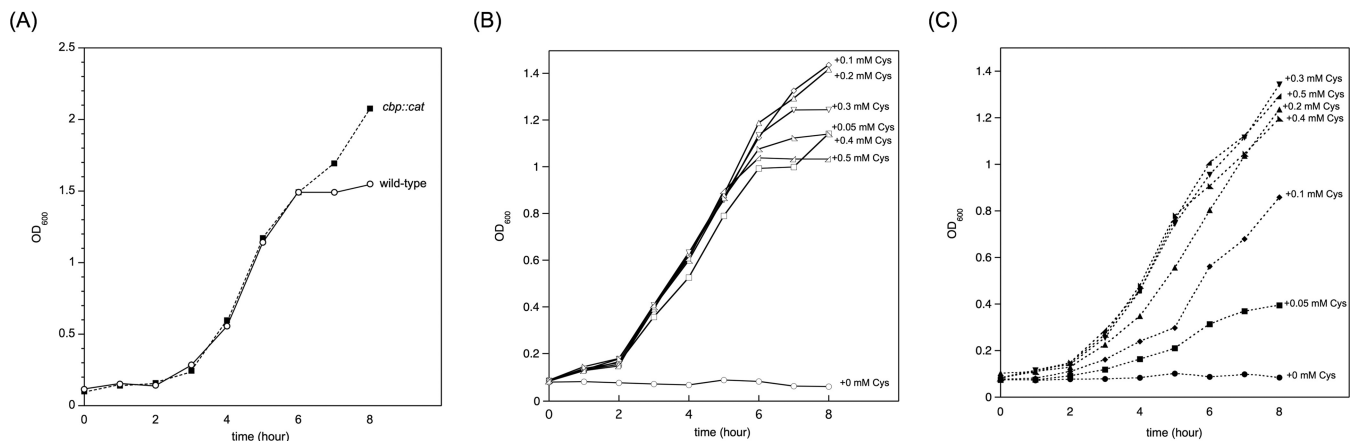 (A)
2.5
2
1.5
1
0.5
0
0
2
4
6
8
OD600
time (hour)
cbp::cat
wild-type
(B)
1.4
1.2
1
0.8
0.6
0.4
0.2
0
0
2
4
6
8
10
OD600
time (hour)
+0.1 mM Cys
+0.2 mM Cys
+0.3 mM Cys
+0.05 mM Cys
+0.4 mM Cys
+0.5 mM Cys
+0 mM Cys
(C)
1.4
1.2
1
0.8
0.6
0.4
0.2
0
0
2
4
6
8
10
OD600
time (hour)
+0.3 mM Cys
+0.5 mM Cys
+0.2 mM Cys
+0.4 mM Cys
+0.1 mM Cys
+0.05 mM Cys
+0 mM Cys